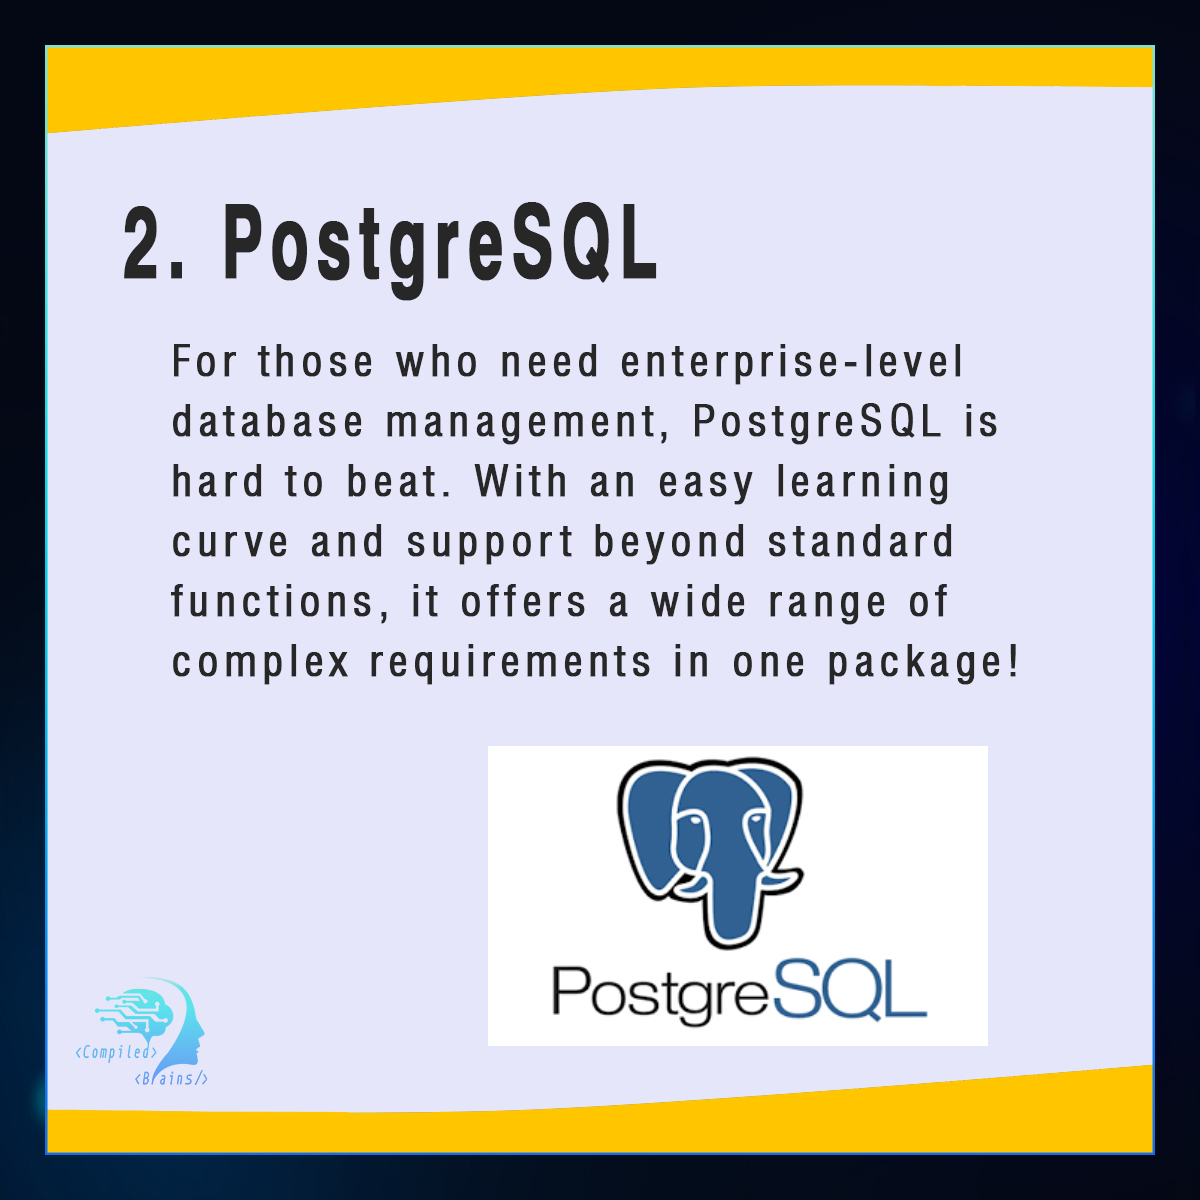 2. PostgreSQL
For those who need enterprise-level
database management, PostgreSQL is
hard to beat. With an easy learning
curve and support beyond standard
functions, it offers a wide range of
complex requirements in one package!
PostgreSQL
<Compiled>
<Brains/>